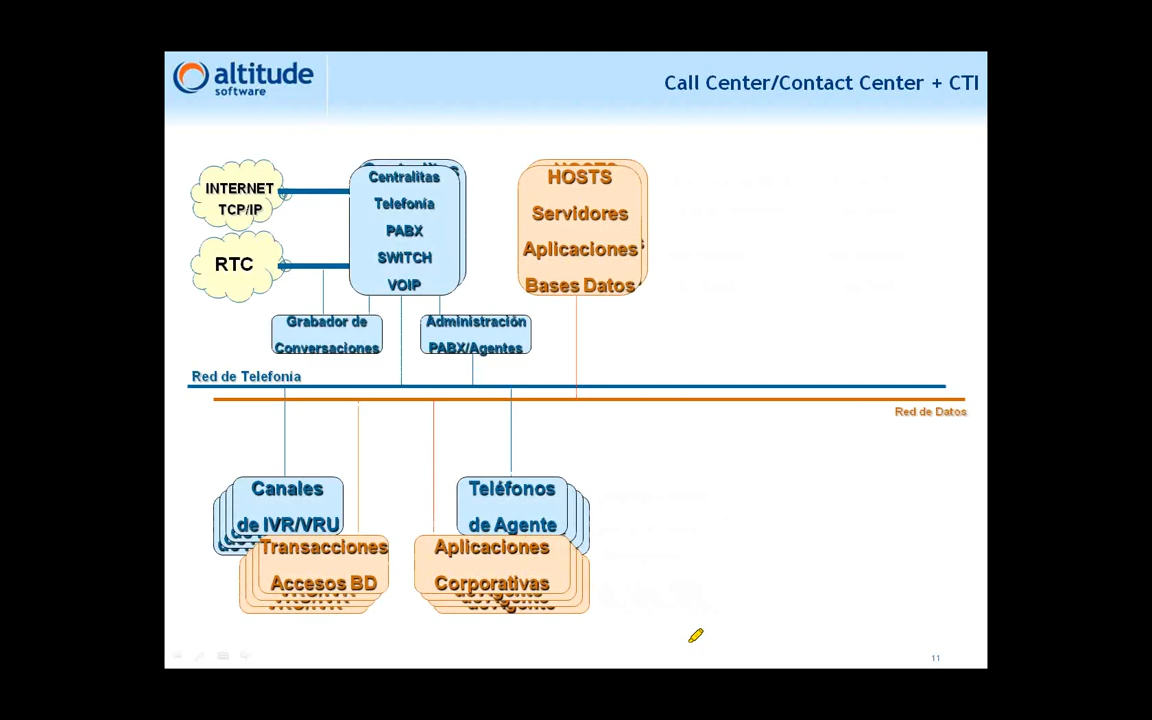 altitude
software
Call Center/Contact Center + CTI
INTERNET
TCP/IP
RTC
Centralitas
Telefonía
PABX
SWITCH
VOIP
HOSTS
Servidores
Aplicaciones
Bases Datos
Grabador de
Conversaciones
Administración
PABX/Agentes
Red de Telefonía
Red de Datos
Canales
de IVR/VRU
Transacciones
Accesos BD
Teléfonos
de Agente
Aplicaciones
Corporativas
de Agente
11